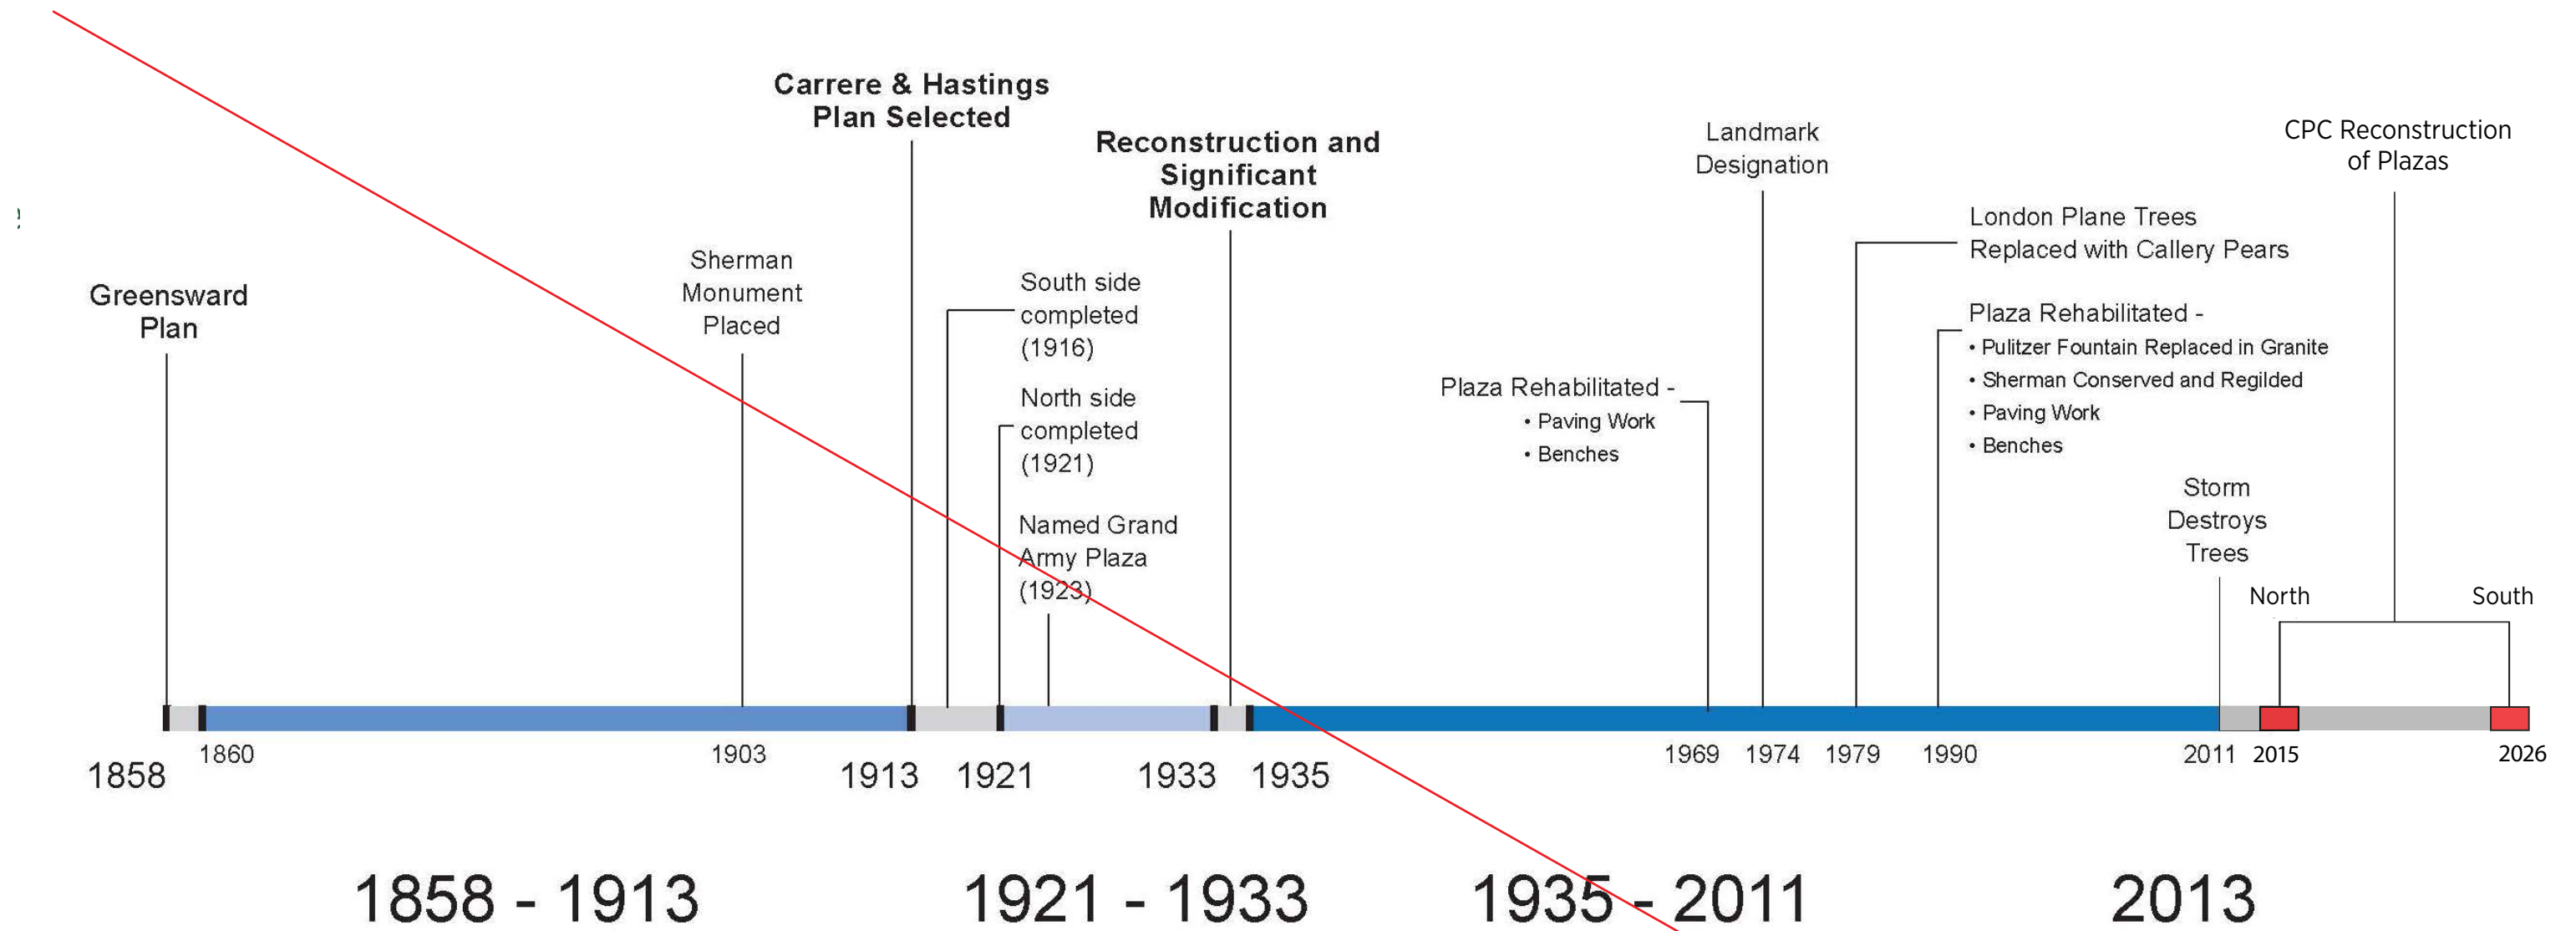 Carrere & Hastings
Plan Selected
Reconstruction and
Significant
Modification
Landmark
Designation
CPC Reconstruction
of Plazas
London Plane Trees
Replaced with Callery Pears
Sherman
Monument
Placed
Greensward
Plan
South side
completed
(1916)
North side
completed
(1921)
Named Grand
Army Plaza
(1923)
Plaza Rehabilitated -
• Paving Work
• Benches
Plaza Rehabilitated -
• Pulitzer Fountain Replaced in Granite
• Sherman Conserved and Regilded
• Paving Work
• Benches
Storm
Destroys
Trees
North
South
1858
1860
1903
1913
1921
1933
1935
1969
1974
1979
1990
2011
2015
2026
1858 - 1913
1921 - 1933
1935 - 2011
2013